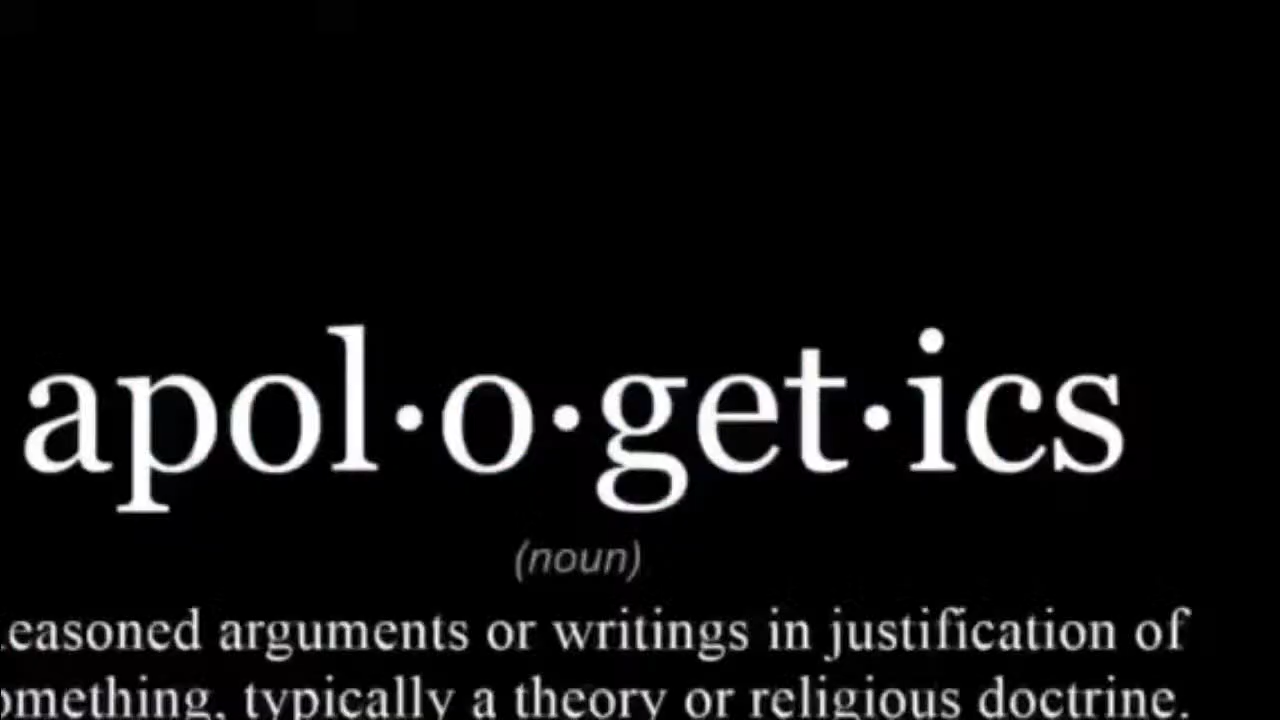 apol·o·get·ics
(noun)
easoned arguments or writings in justification of
omething, typically a theory or religious doctrine.